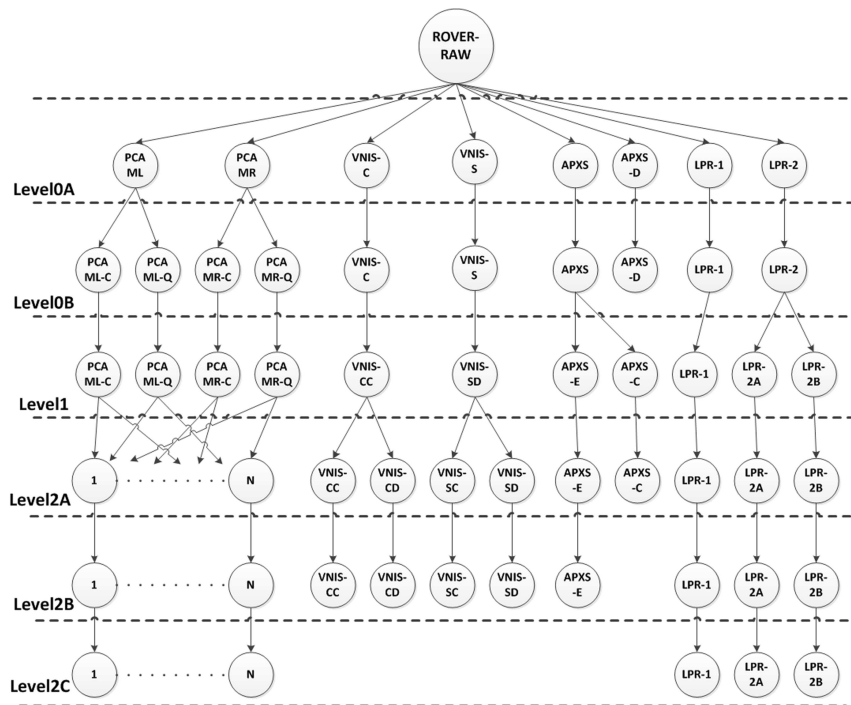 ROVER-
RAW
PCA
ML
PCA
MR
VNIS-
C
VNIS-
S
APXS
APXS
-D
LPR-1
LPR-2
Level0A
PCA
ML-C
PCA
ML-Q
PCA
MR-C
PCA
MR-Q
VNIS-
C
VNIS-
S
APXS
APXS
-D
LPR-1
LPR-2
Level0B
PCA
ML-C
PCA
ML-Q
PCA
MR-C
PCA
MR-Q
VNIS-
CC
VNIS-
SD
APXS
-E
APXS
-C
LPR-1
LPR-
2A
LPR-
2B
Level1
1
N
VNIS-
CC
VNIS-
CD
VNIS-
SC
VNIS-
SD
APXS
-E
APXS
-C
LPR-1
LPR-
2A
LPR-
2B
Level2A
1
N
VNIS-
CC
VNIS-
CD
VNIS-
SC
VNIS-
SD
APXS
-E
LPR-1
LPR-
2A
LPR-
2B
Level2B
1
N
LPR-1
LPR-
2A
LPR-
2B
Level2C